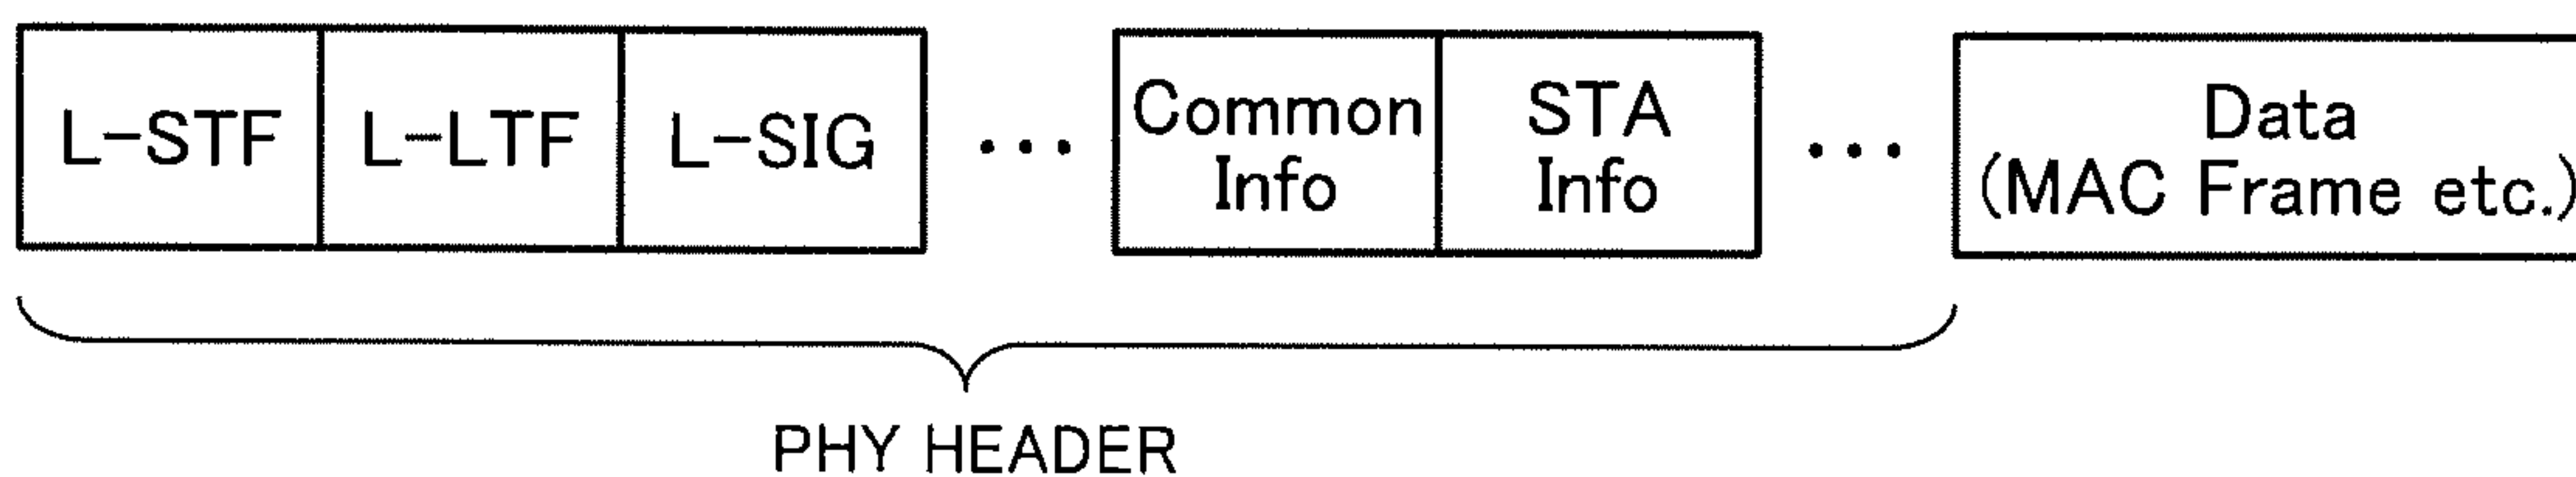 L-STF L-LTF L-SIG ... Common Info STA Info ... Data (MAC Frame etc.)
PHY HEADER